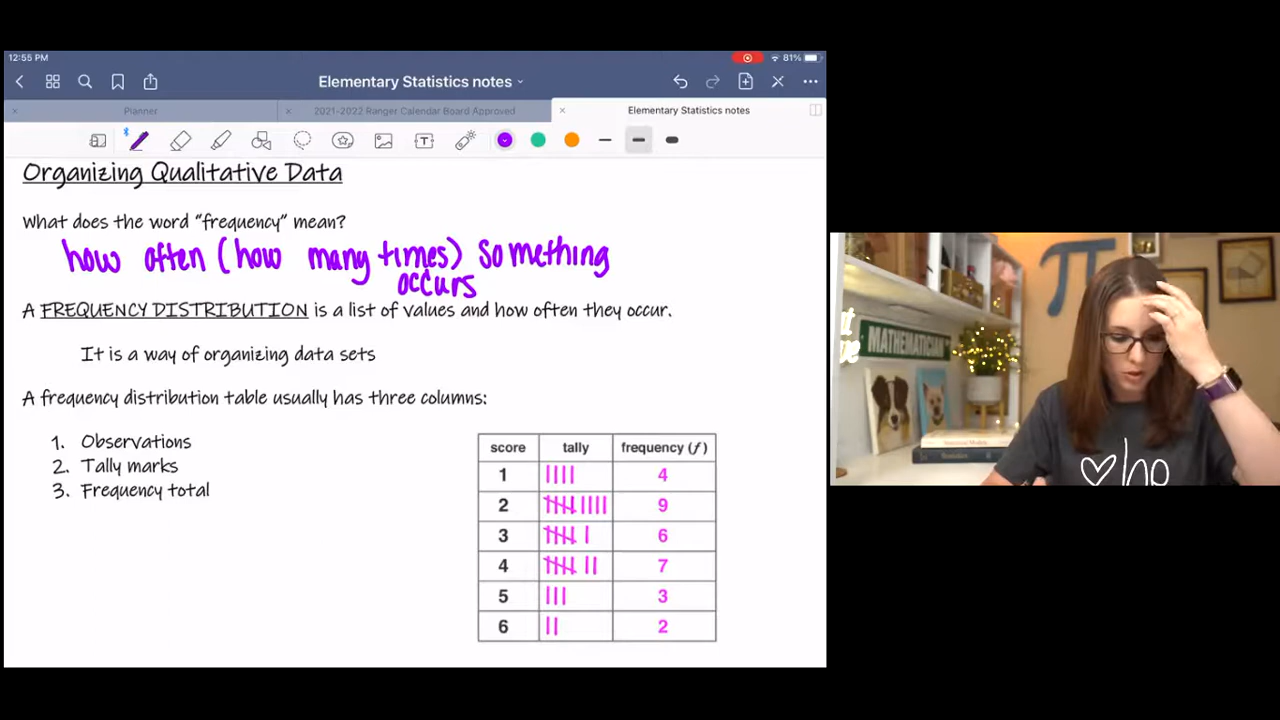 12:55 PM
81%
Elementary Statistics notes
Planner
2021-2022 Ranger Calendar Board Approved
Elementary Statistics notes
Organizing Qualitative Data
What does the word "frequency" mean?
how often (how many times) something
occurs
A FREQUENCY DISTRIBUTION is a list of values and how often they occur.
It is a way of organizing data sets
A frequency distribution table usually has three columns:
1. Observations
2. Tally marks
3. Frequency total
score tally frequency (f)
1 4
2 9
3 6
4 7
5 3
6 2
MATHEMATICIAN